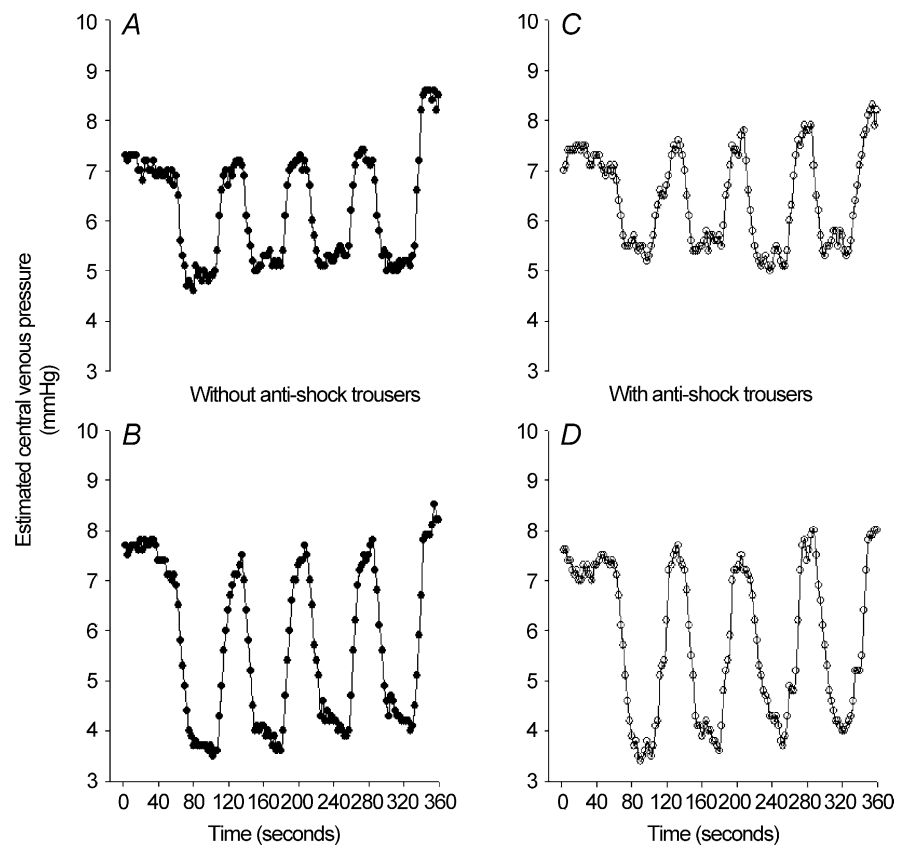 A
10
9
8
7
6
5
4
3
C
10
9
8
7
6
5
4
3
Without anti-shock trousers
With anti-shock trousers
Estimated central venous pressure
(mmHg)
B
10
9
8
7
6
5
4
3
0 40 80 120 160 200 240 280 320 360
Time (seconds)
D
10
9
8
7
6
5
4
3
0 40 80 120 160 200 240 280 320 360
Time (seconds)